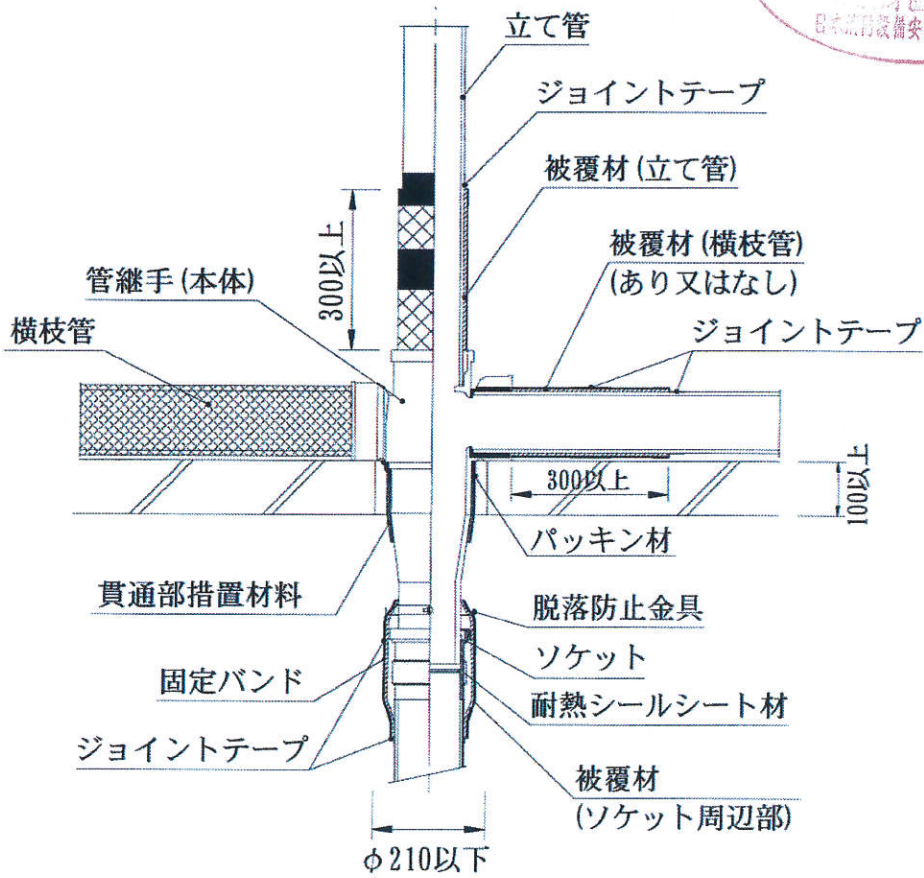 立て管
ジョイントテープ
被覆材(立て管)
被覆材(横枝管)
(あり又はなし)
ジョイントテープ
300以上
管継手(本体)
横枝管
300以上
100以上
パッキン材
貫通部措置材料
脱落防止金具
ソケット
固定バンド
耐熱シールシート材
ジョイントテープ
被覆材
(ソケット周辺部)
φ210以下